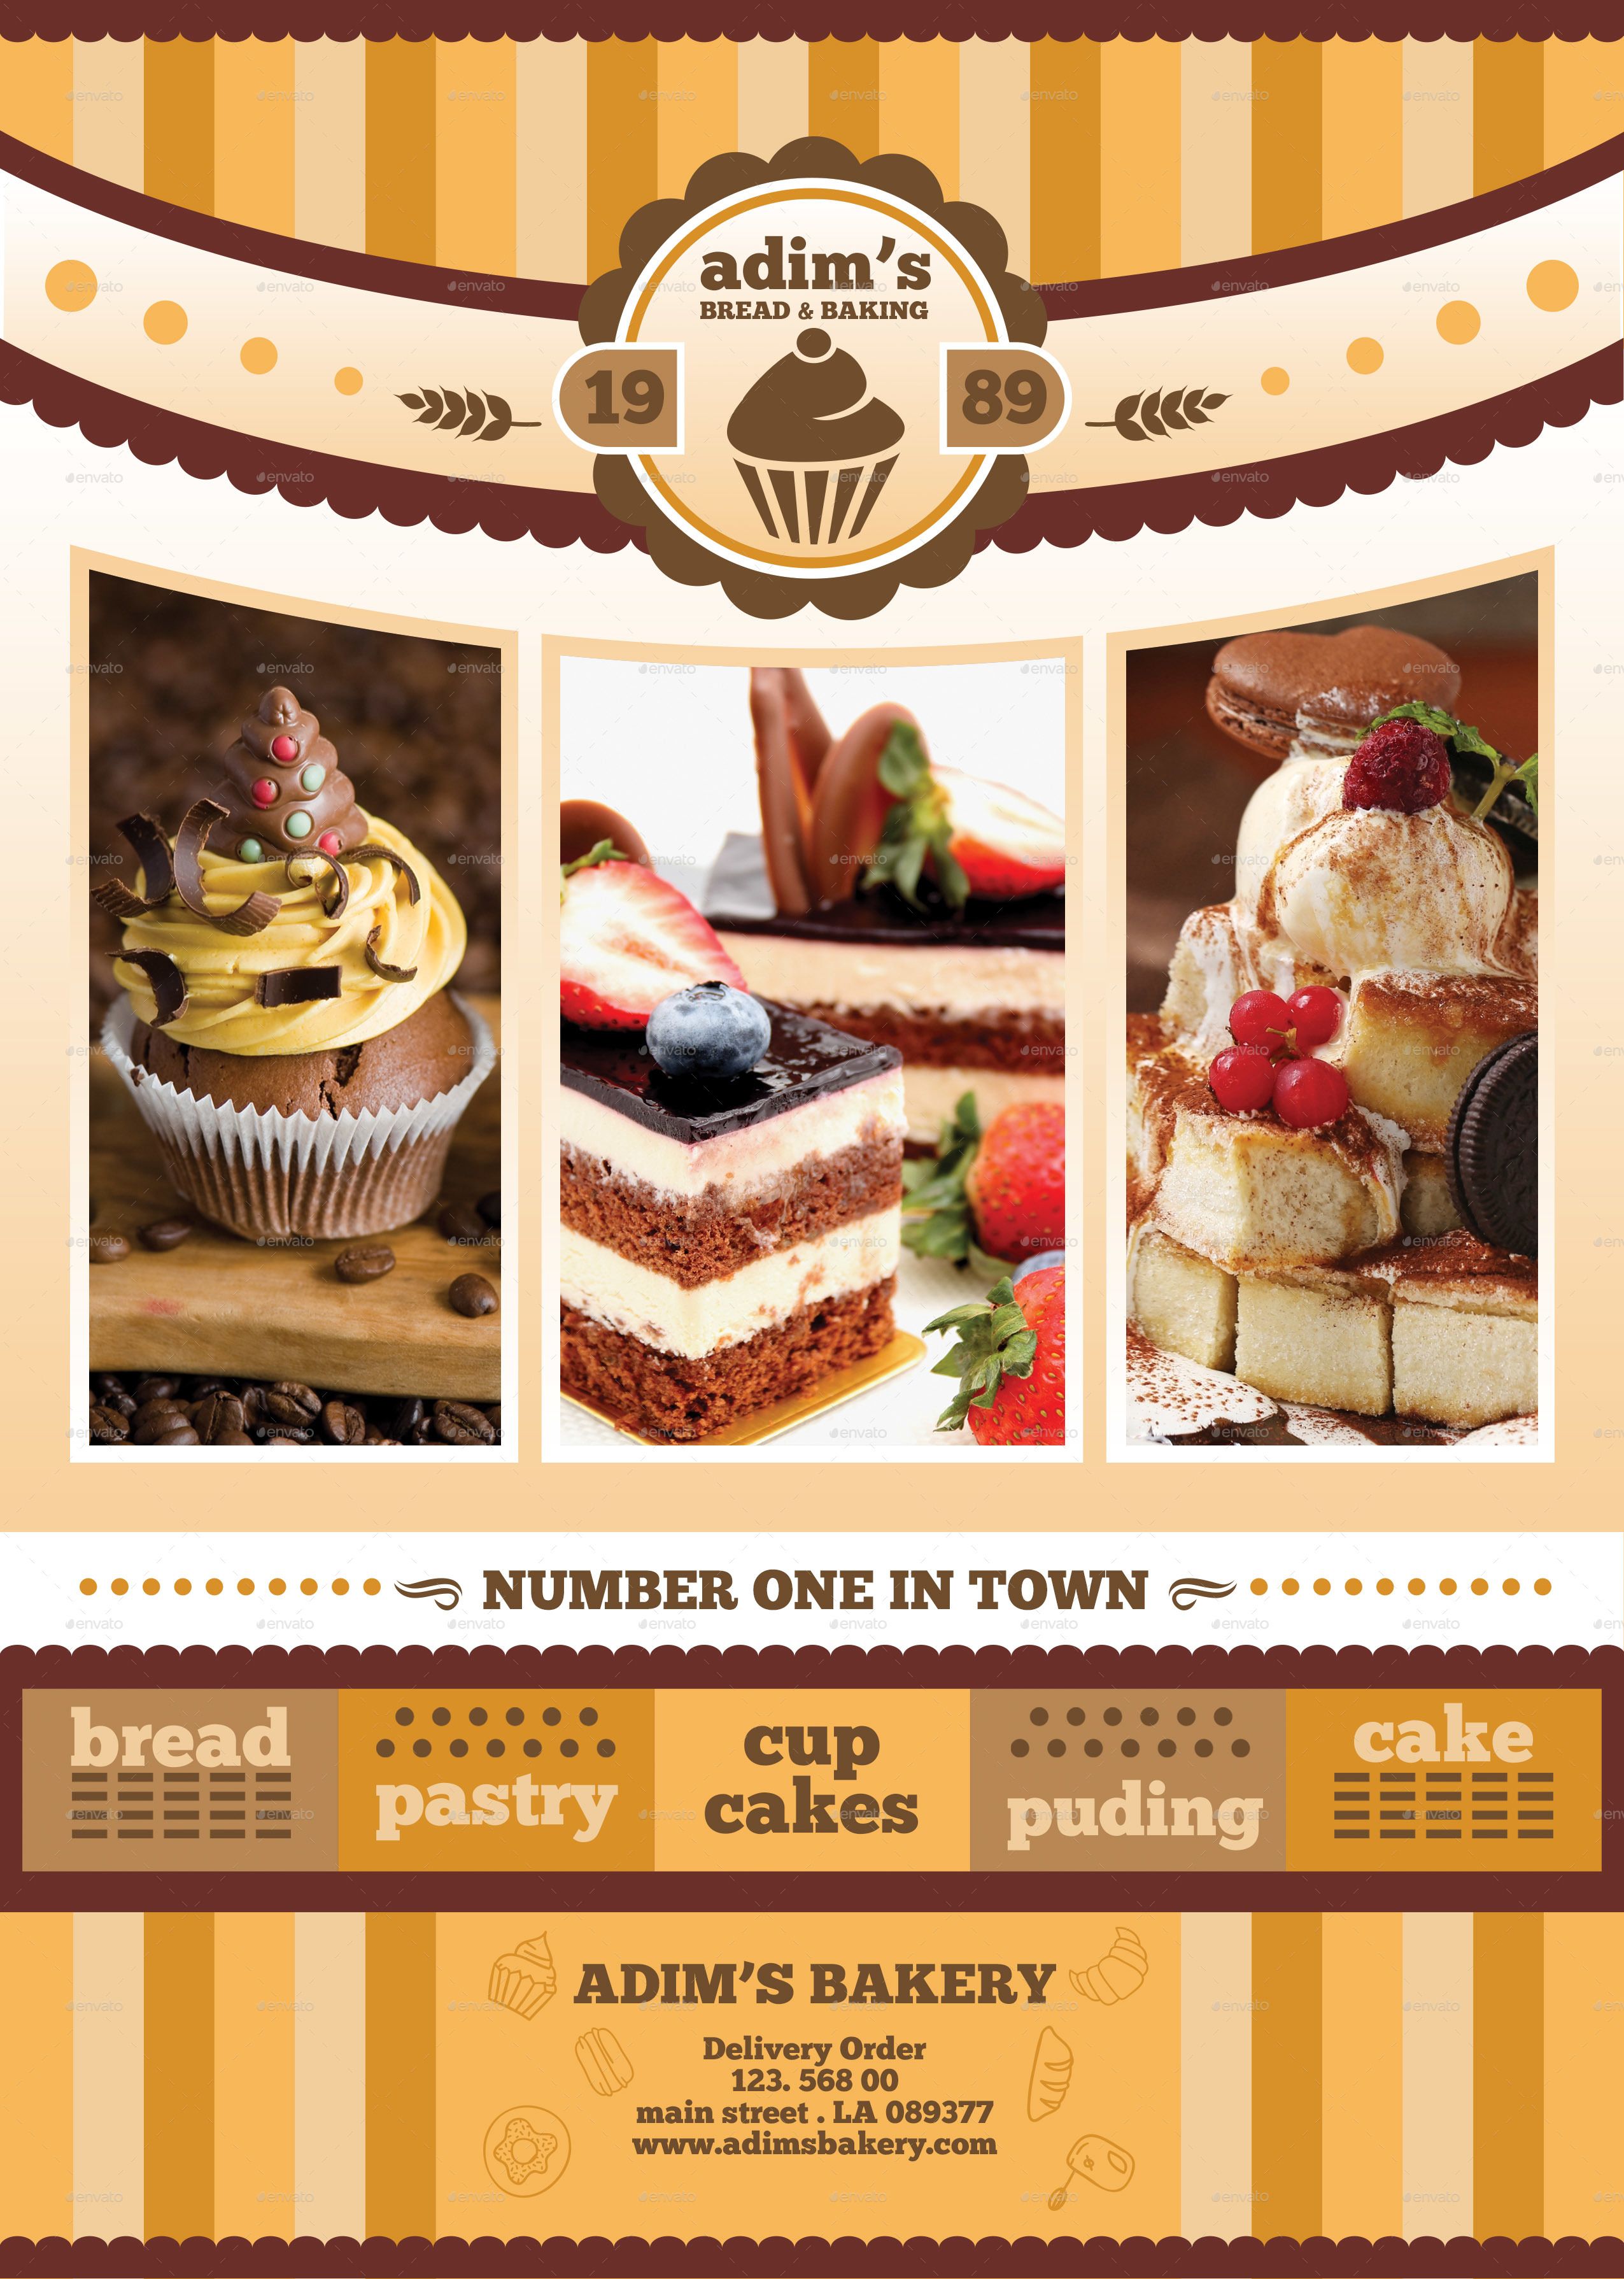 adim's
BREAD & BAKING
19
89
NUMBER ONE IN TOWN
bread
pastry
cup
cakes
puding
cake
ADIM'S BAKERY
Delivery Order
123. 568 00
main street . LA 089377
www.adimsbakery.com
envato